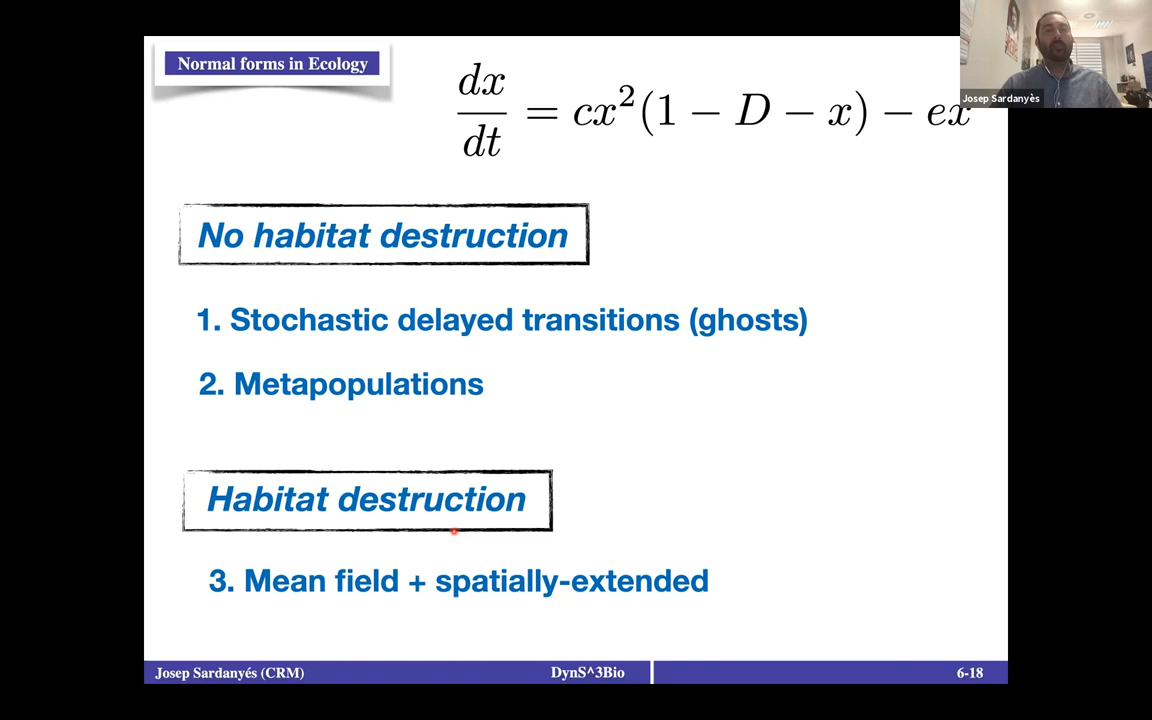 Normal forms in Ecology
dx/dt = cx²(1 − D − x) − ex
Josep Sardanyès
No habitat destruction
1. Stochastic delayed transitions (ghosts)
2. Metapopulations
Habitat destruction
3. Mean field + spatially-extended
Josep Sardanyés (CRM) DynS^3Bio 6-18